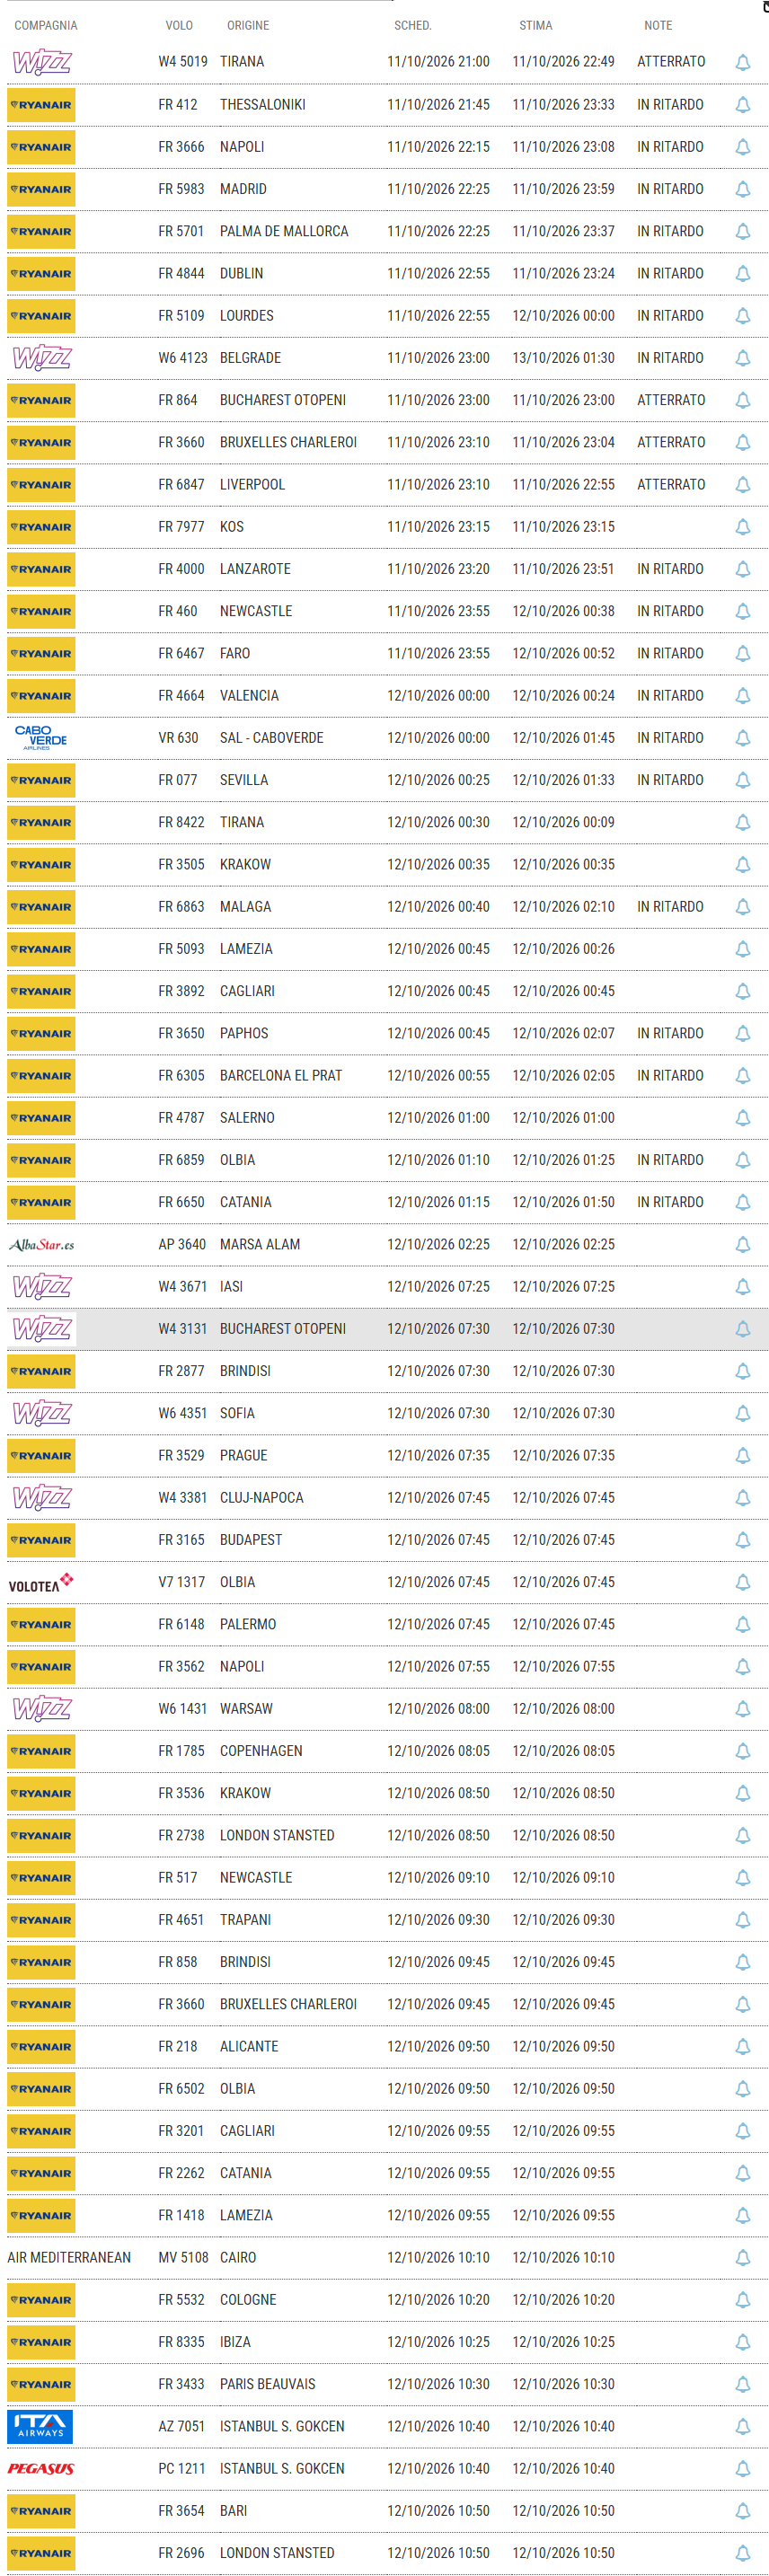 COMPAGNIA VOLO ORIGINE SCHED. STIMA NOTE
WIZZ W4 5019 TIRANA 11/10/2026 21:00 11/10/2026 22:49 ATTERRATO
RYANAIR FR 412 THESSALONIKI 11/10/2026 21:45 11/10/2026 23:33 IN RITARDO
RYANAIR FR 3666 NAPOLI 11/10/2026 22:15 11/10/2026 23:08 IN RITARDO
RYANAIR FR 5983 MADRID 11/10/2026 22:25 11/10/2026 23:59 IN RITARDO
RYANAIR FR 5701 PALMA DE MALLORCA 11/10/2026 22:25 11/10/2026 23:37 IN RITARDO
RYANAIR FR 4844 DUBLIN 11/10/2026 22:55 11/10/2026 23:24 IN RITARDO
RYANAIR FR 5109 LOURDES 11/10/2026 22:55 12/10/2026 00:00 IN RITARDO
WIZZ W6 4123 BELGRADE 11/10/2026 23:00 13/10/2026 01:30 IN RITARDO
RYANAIR FR 864 BUCHAREST OTOPENI 11/10/2026 23:00 11/10/2026 23:00 ATTERRATO
RYANAIR FR 3660 BRUXELLES CHARLEROI 11/10/2026 23:10 11/10/2026 23:04 ATTERRATO
RYANAIR FR 6847 LIVERPOOL 11/10/2026 23:10 11/10/2026 22:55 ATTERRATO
RYANAIR FR 7977 KOS 11/10/2026 23:15 11/10/2026 23:15
RYANAIR FR 4000 LANZAROTE 11/10/2026 23:20 11/10/2026 23:51 IN RITARDO
RYANAIR FR 460 NEWCASTLE 11/10/2026 23:55 12/10/2026 00:38 IN RITARDO
RYANAIR FR 6467 FARO 11/10/2026 23:55 12/10/2026 00:52 IN RITARDO
RYANAIR FR 4664 VALENCIA 12/10/2026 00:00 12/10/2026 00:24 IN RITARDO
CABO VERDE AIRLINES VR 630 SAL - CABOVERDE 12/10/2026 00:00 12/10/2026 01:45 IN RITARDO
RYANAIR FR 077 SEVILLA 12/10/2026 00:25 12/10/2026 01:33 IN RITARDO
RYANAIR FR 8422 TIRANA 12/10/2026 00:30 12/10/2026 00:09
RYANAIR FR 3505 KRAKOW 12/10/2026 00:35 12/10/2026 00:35
RYANAIR FR 6863 MALAGA 12/10/2026 00:40 12/10/2026 02:10 IN RITARDO
RYANAIR FR 5093 LAMEZIA 12/10/2026 00:45 12/10/2026 00:26
RYANAIR FR 3892 CAGLIARI 12/10/2026 00:45 12/10/2026 00:45
RYANAIR FR 3650 PAPHOS 12/10/2026 00:45 12/10/2026 02:07 IN RITARDO
RYANAIR FR 6305 BARCELONA EL PRAT 12/10/2026 00:55 12/10/2026 02:05 IN RITARDO
RYANAIR FR 4787 SALERNO 12/10/2026 01:00 12/10/2026 01:00
RYANAIR FR 6859 OLBIA 12/10/2026 01:10 12/10/2026 01:25 IN RITARDO
RYANAIR FR 6650 CATANIA 12/10/2026 01:15 12/10/2026 01:50 IN RITARDO
AlbaStar.es AP 3640 MARSA ALAM 12/10/2026 02:25 12/10/2026 02:25
WIZZ W4 3671 IASI 12/10/2026 07:25 12/10/2026 07:25
WIZZ W4 3131 BUCHAREST OTOPENI 12/10/2026 07:30 12/10/2026 07:30
RYANAIR FR 2877 BRINDISI 12/10/2026 07:30 12/10/2026 07:30
WIZZ W6 4351 SOFIA 12/10/2026 07:30 12/10/2026 07:30
RYANAIR FR 3529 PRAGUE 12/10/2026 07:35 12/10/2026 07:35
WIZZ W4 3381 CLUJ-NAPOCA 12/10/2026 07:45 12/10/2026 07:45
RYANAIR FR 3165 BUDAPEST 12/10/2026 07:45 12/10/2026 07:45
VOLOTEA V7 1317 OLBIA 12/10/2026 07:45 12/10/2026 07:45
RYANAIR FR 6148 PALERMO 12/10/2026 07:45 12/10/2026 07:45
RYANAIR FR 3562 NAPOLI 12/10/2026 07:55 12/10/2026 07:55
WIZZ W6 1431 WARSAW 12/10/2026 08:00 12/10/2026 08:00
RYANAIR FR 1785 COPENHAGEN 12/10/2026 08:05 12/10/2026 08:05
RYANAIR FR 3536 KRAKOW 12/10/2026 08:50 12/10/2026 08:50
RYANAIR FR 2738 LONDON STANSTED 12/10/2026 08:50 12/10/2026 08:50
RYANAIR FR 517 NEWCASTLE 12/10/2026 09:10 12/10/2026 09:10
RYANAIR FR 4651 TRAPANI 12/10/2026 09:30 12/10/2026 09:30
RYANAIR FR 858 BRINDISI 12/10/2026 09:45 12/10/2026 09:45
RYANAIR FR 3660 BRUXELLES CHARLEROI 12/10/2026 09:45 12/10/2026 09:45
RYANAIR FR 218 ALICANTE 12/10/2026 09:50 12/10/2026 09:50
RYANAIR FR 6502 OLBIA 12/10/2026 09:50 12/10/2026 09:50
RYANAIR FR 3201 CAGLIARI 12/10/2026 09:55 12/10/2026 09:55
RYANAIR FR 2262 CATANIA 12/10/2026 09:55 12/10/2026 09:55
RYANAIR FR 1418 LAMEZIA 12/10/2026 09:55 12/10/2026 09:55
AIR MEDITERRANEAN MV 5108 CAIRO 12/10/2026 10:10 12/10/2026 10:10
RYANAIR FR 5532 COLOGNE 12/10/2026 10:20 12/10/2026 10:20
RYANAIR FR 8335 IBIZA 12/10/2026 10:25 12/10/2026 10:25
RYANAIR FR 3433 PARIS BEAUVAIS 12/10/2026 10:30 12/10/2026 10:30
ITA AIRWAYS AZ 7051 ISTANBUL S. GOKCEN 12/10/2026 10:40 12/10/2026 10:40
PEGASUS PC 1211 ISTANBUL S. GOKCEN 12/10/2026 10:40 12/10/2026 10:40
RYANAIR FR 3654 BARI 12/10/2026 10:50 12/10/2026 10:50
RYANAIR FR 2696 LONDON STANSTED 12/10/2026 10:50 12/10/2026 10:50